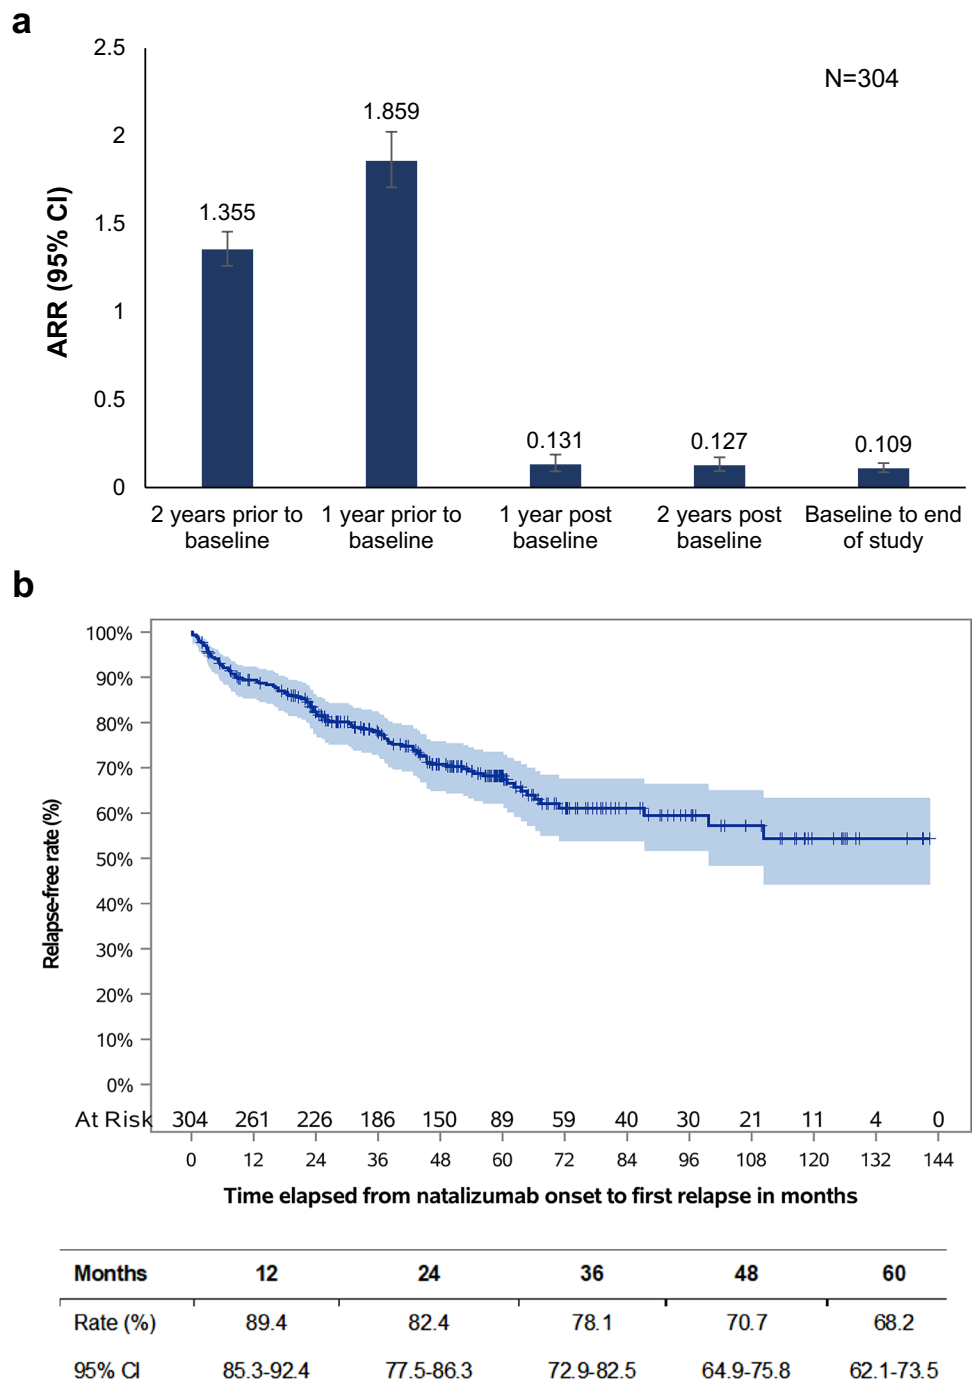 a
2.5
2
1.5
1
0.5
0
ARR (95% CI)
N=304
1.355
1.859
0.131
0.127
0.109
2 years prior to baseline
1 year prior to baseline
1 year post baseline
2 years post baseline
Baseline to end of study
b
100%
90%
80%
70%
60%
50%
40%
30%
20%
10%
0%
Relapse-free rate (%)
At Risk 304 261 226 186 150 89 59 40 30 21 11 4 0
0 12 24 36 48 60 72 84 96 108 120 132 144
Time elapsed from natalizumab onset to first relapse in months
Months 12 24 36 48 60
Rate (%) 89.4 82.4 78.1 70.7 68.2
95% CI 85.3-92.4 77.5-86.3 72.9-82.5 64.9-75.8 62.1-73.5